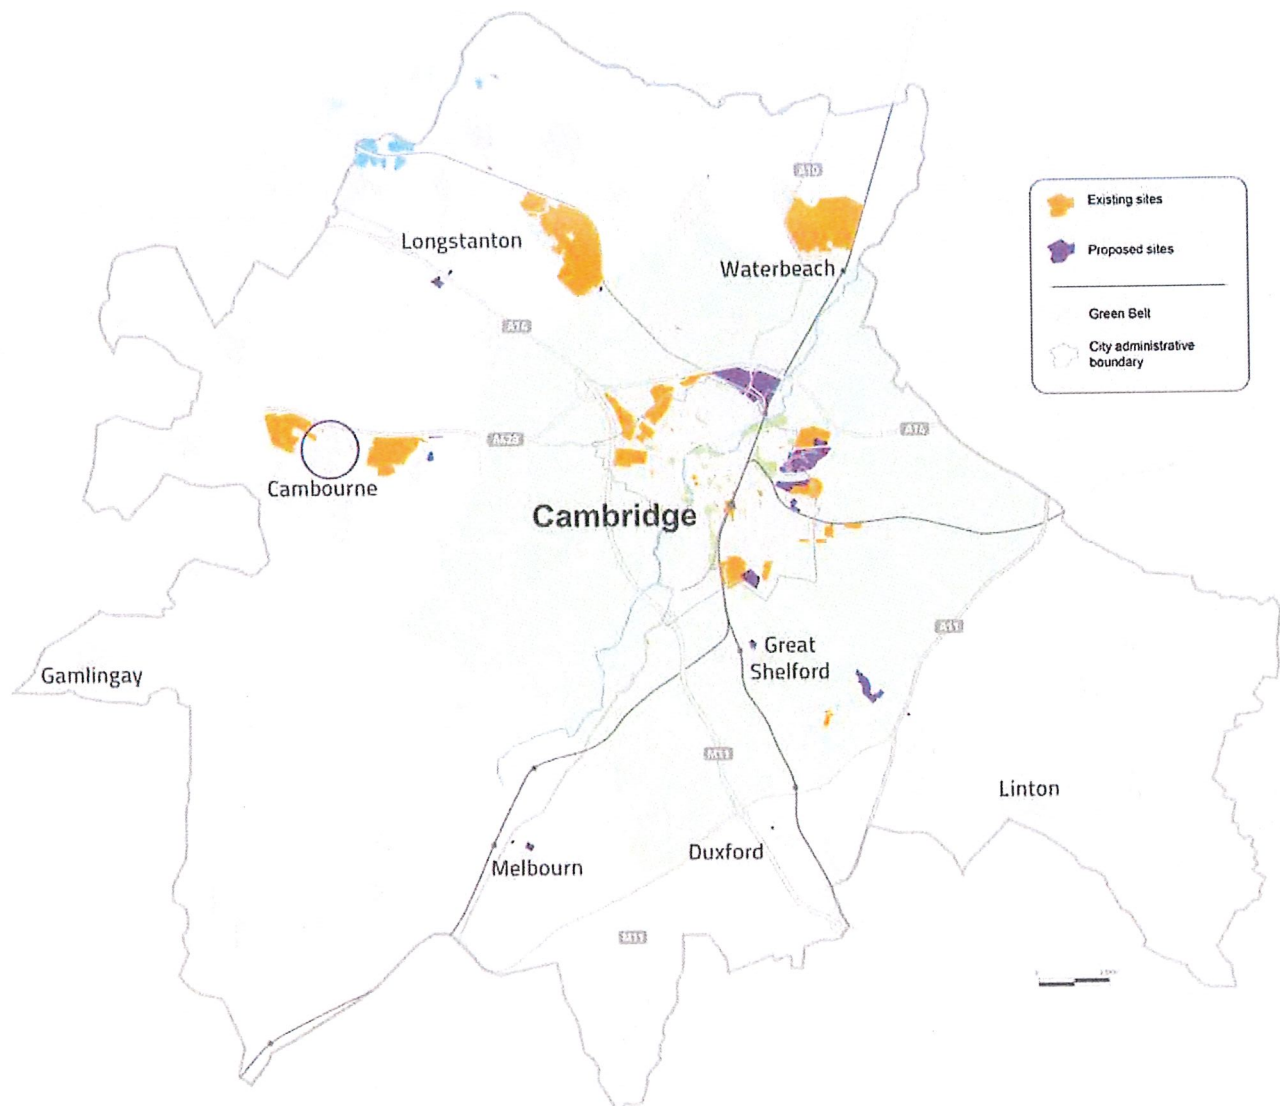 A10
Existing sites
Proposed sites
Green Belt
City administrative
boundary
Longstanton
Waterbeach
A14
A14
A428
Cambourne
Cambridge
Great
Shelford
A11
Gamlingay
M11
Linton
Duxford
Melbourn